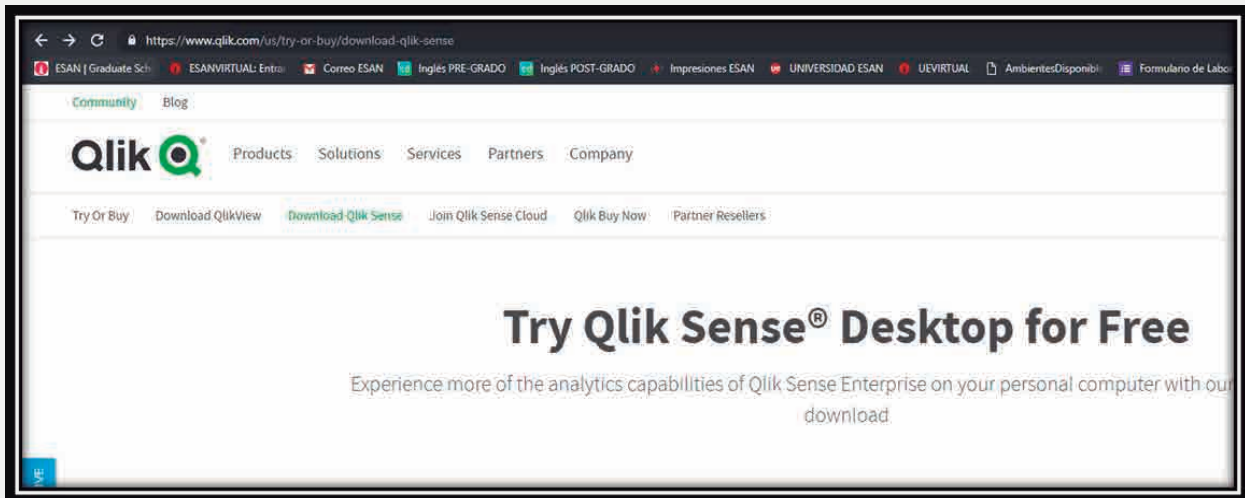 https://www.qlik.com/us/try-or-buy/download-qlik-sense
ESAN | Graduate Sch ESANVIRTUAL: Entra Correo ESAN Inglés PRE-GRADO Inglés POST-GRADO Impresiones ESAN UNIVERSIDAD ESAN UEVIRTUAL AmbientesDisponibl Formulario de Labor
Community Blog
Qlik Products Solutions Services Partners Company
Try Or Buy Download QlikView Download Qlik Sense Join Qlik Sense Cloud Qlik Buy Now Partner Resellers
Try Qlik Sense® Desktop for Free
Experience more of the analytics capabilities of Qlik Sense Enterprise on your personal computer with our
download
IVE